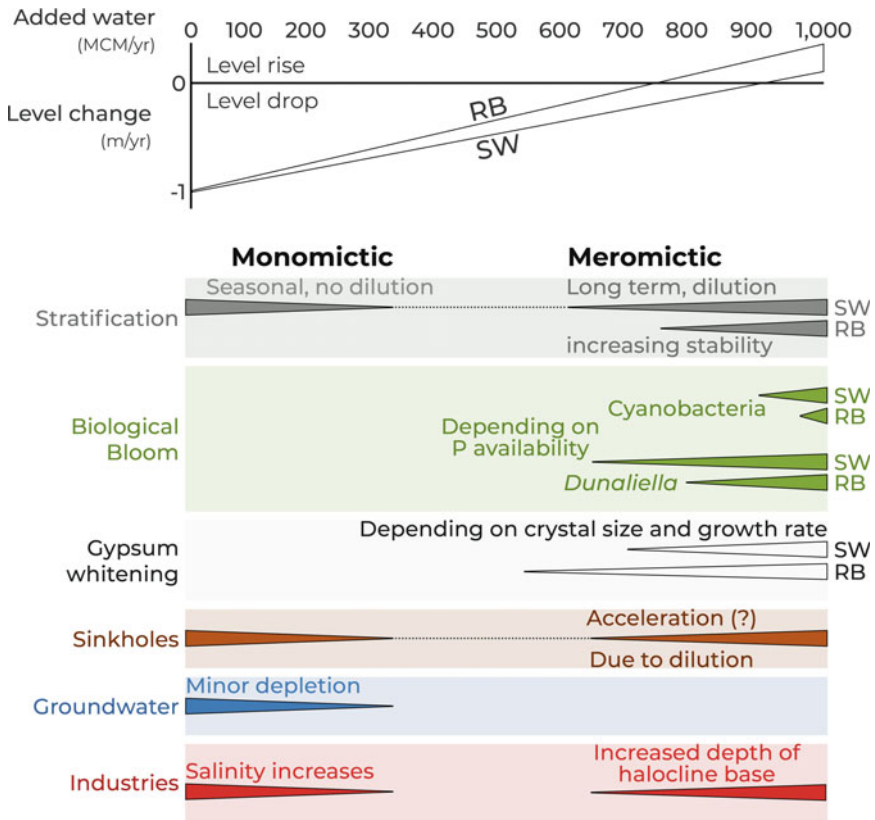 Added water
(MCM/yr)
0 100 200 300 400 500 600 700 800 900 1,000
Level rise
0
Level drop
Level change
(m/yr)
RB
SW
-1
Monomictic
Meromictic
Seasonal, no dilution
Long term, dilution
Stratification
SW
RB
increasing stability
Biological
Bloom
Cyanobacteria
SW
RB
Depending on
P availability
SW
Dunaliella
RB
Gypsum
whitening
Depending on crystal size and growth rate
SW
RB
Sinkholes
Acceleration (?)
Due to dilution
Groundwater
Minor depletion
Industries
Salinity increases
Increased depth of
halocline base